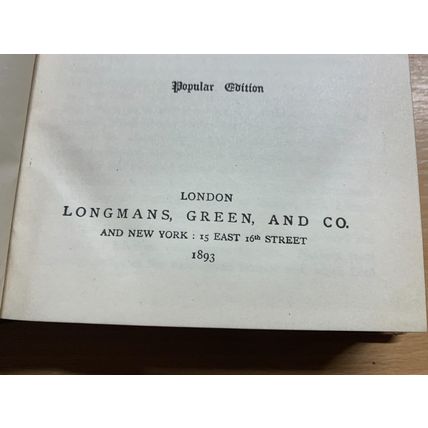 Popular Edition
LONDON
LONGMANS, GREEN, AND CO.
AND NEW YORK : 15 EAST 16th STREET
1893